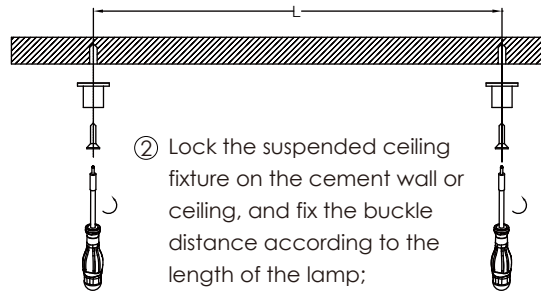 L
② Lock the suspended ceiling
fixture on the cement wall or
ceiling, and fix the buckle
distance according to the
length of the lamp;